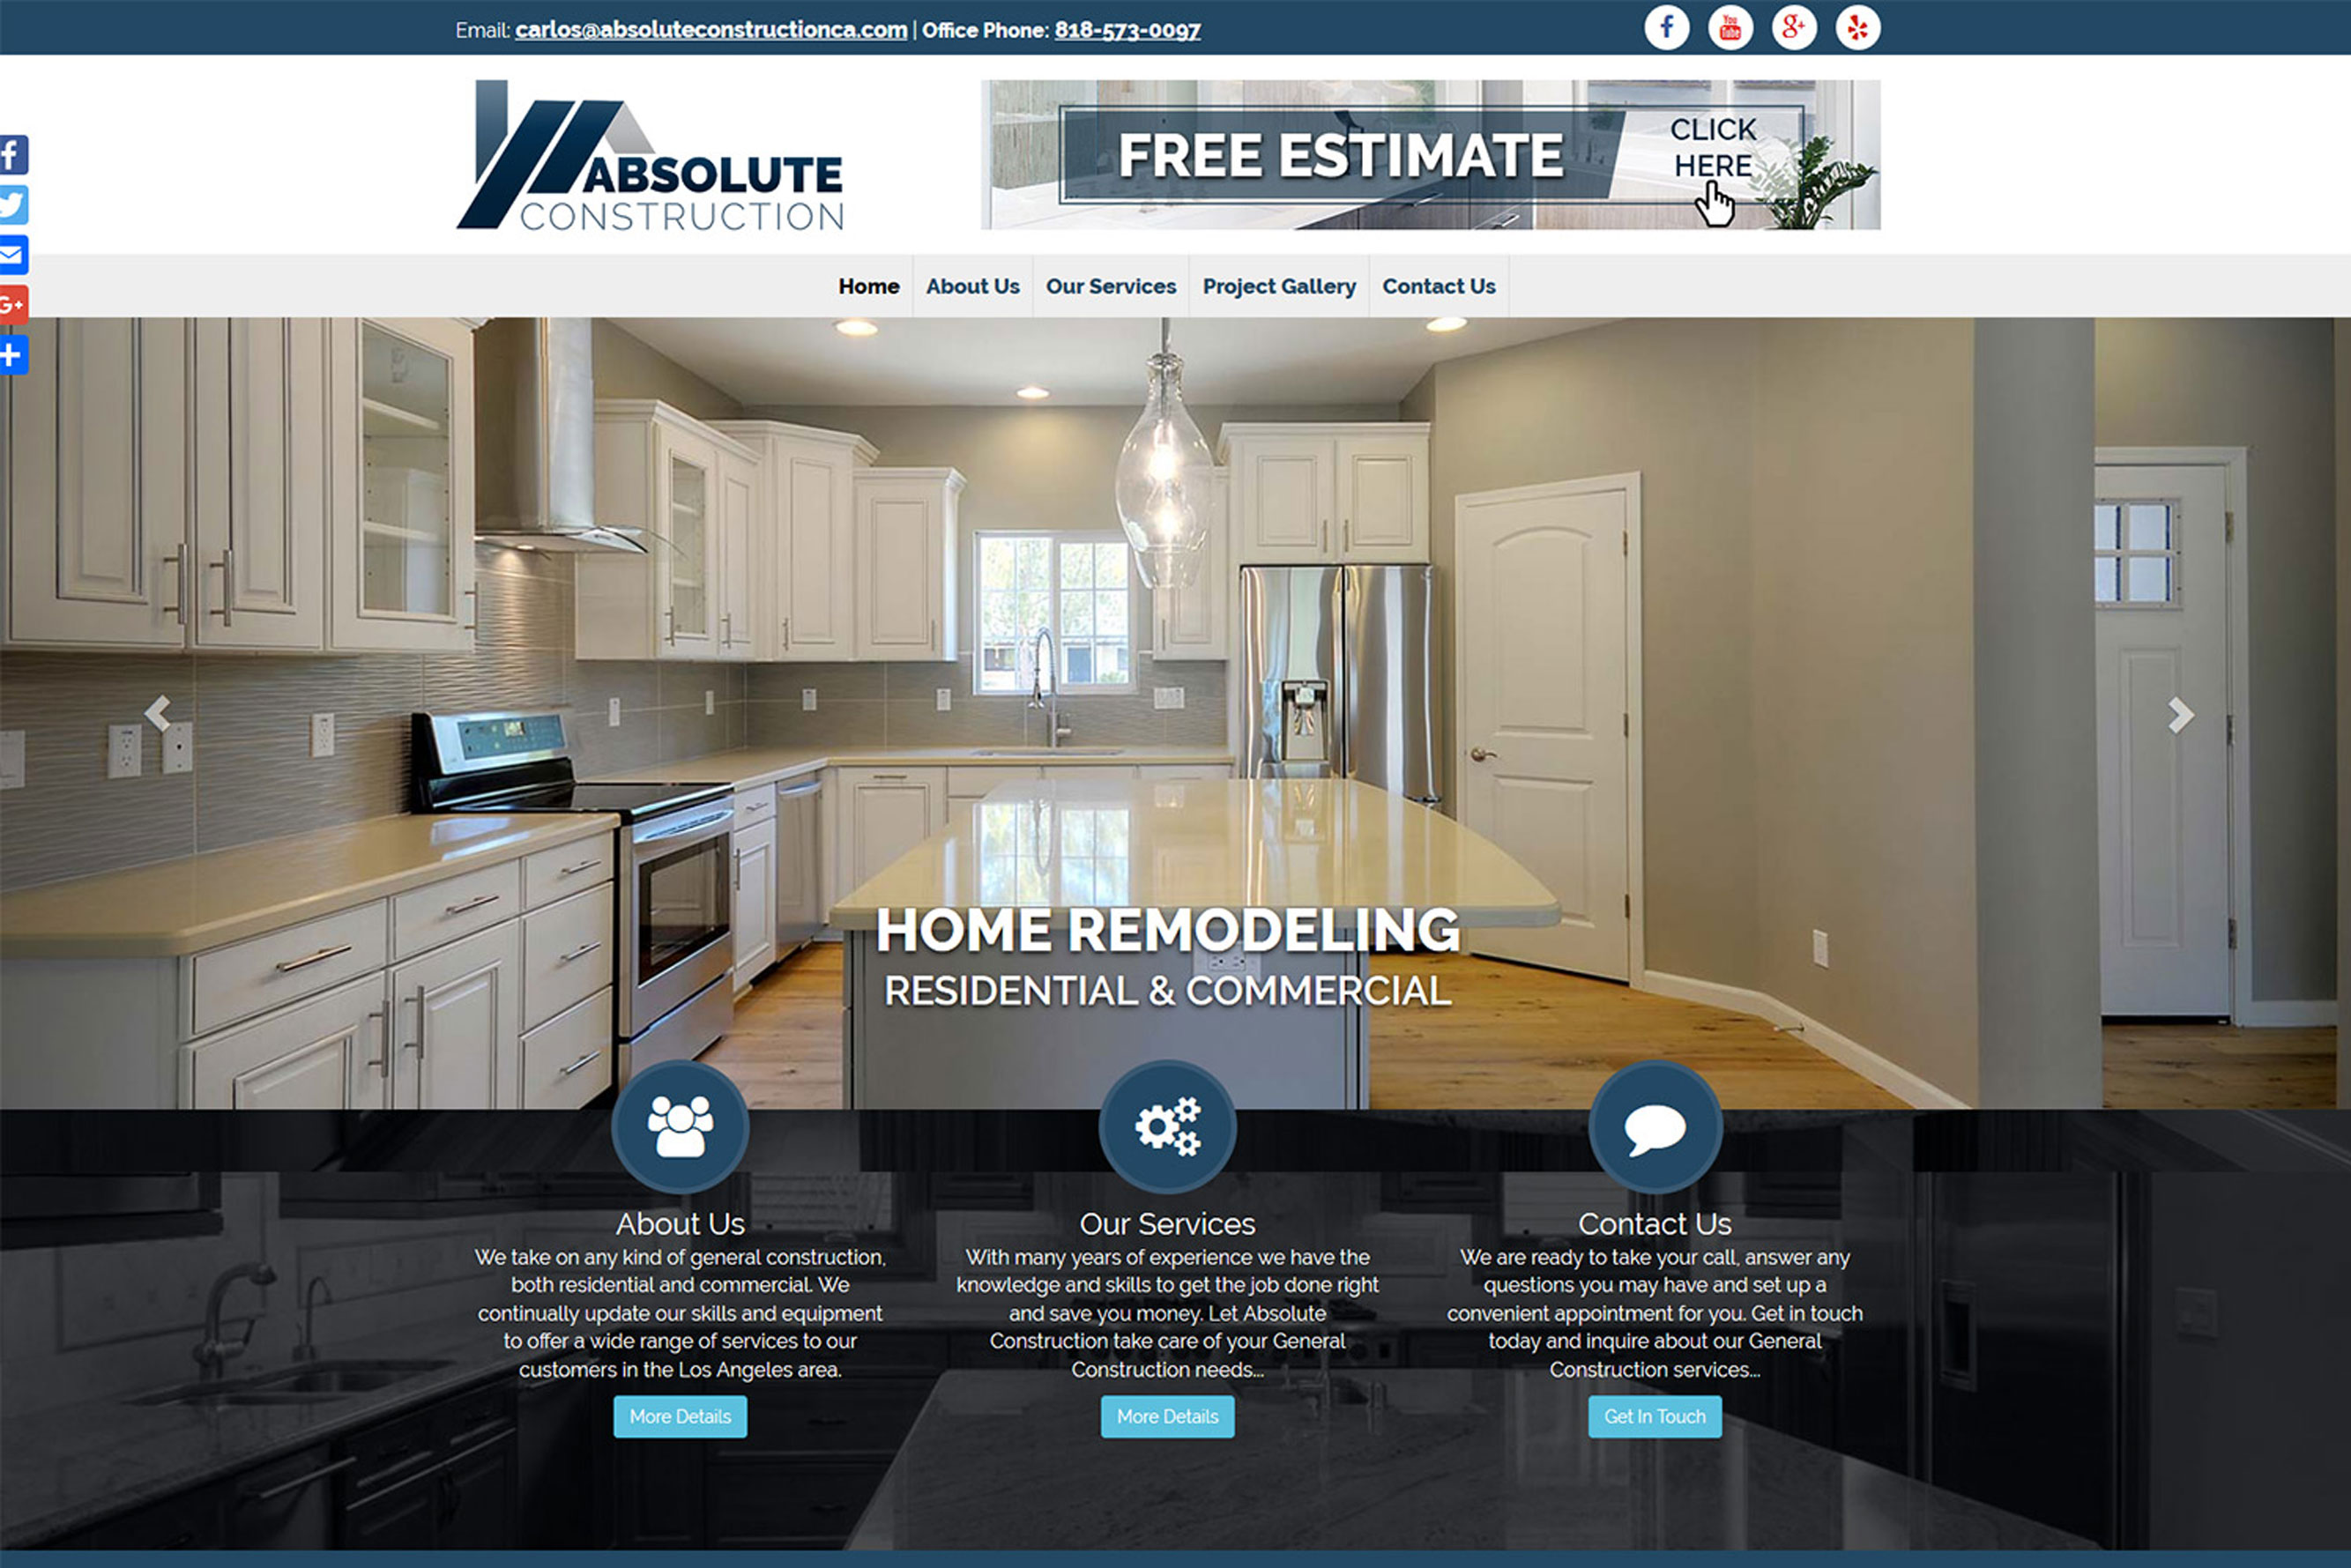 Email: carlos@absoluteconstructionca.com | Office Phone: 818-573-0097
f
You
Tube
g+
ABSOLUTE
CONSTRUCTION
FREE ESTIMATE
CLICK
HERE
f
G+
Home
About Us
Our Services
Project Gallery
Contact Us
HOME REMODELING
RESIDENTIAL & COMMERCIAL
About Us
We take on any kind of general construction,
both residential and commercial. We
continually update our skills and equipment
to offer a wide range of services to our
customers in the Los Angeles area.
More Details
Our Services
With many years of experience we have the
knowledge and skills to get the job done right
and save you money. Let Absolute
Construction take care of your General
Construction needs...
More Details
Contact Us
We are ready to take your call, answer any
questions you may have and set up a
convenient appointment for you. Get in touch
today and inquire about our General
Construction services...
Get In Touch